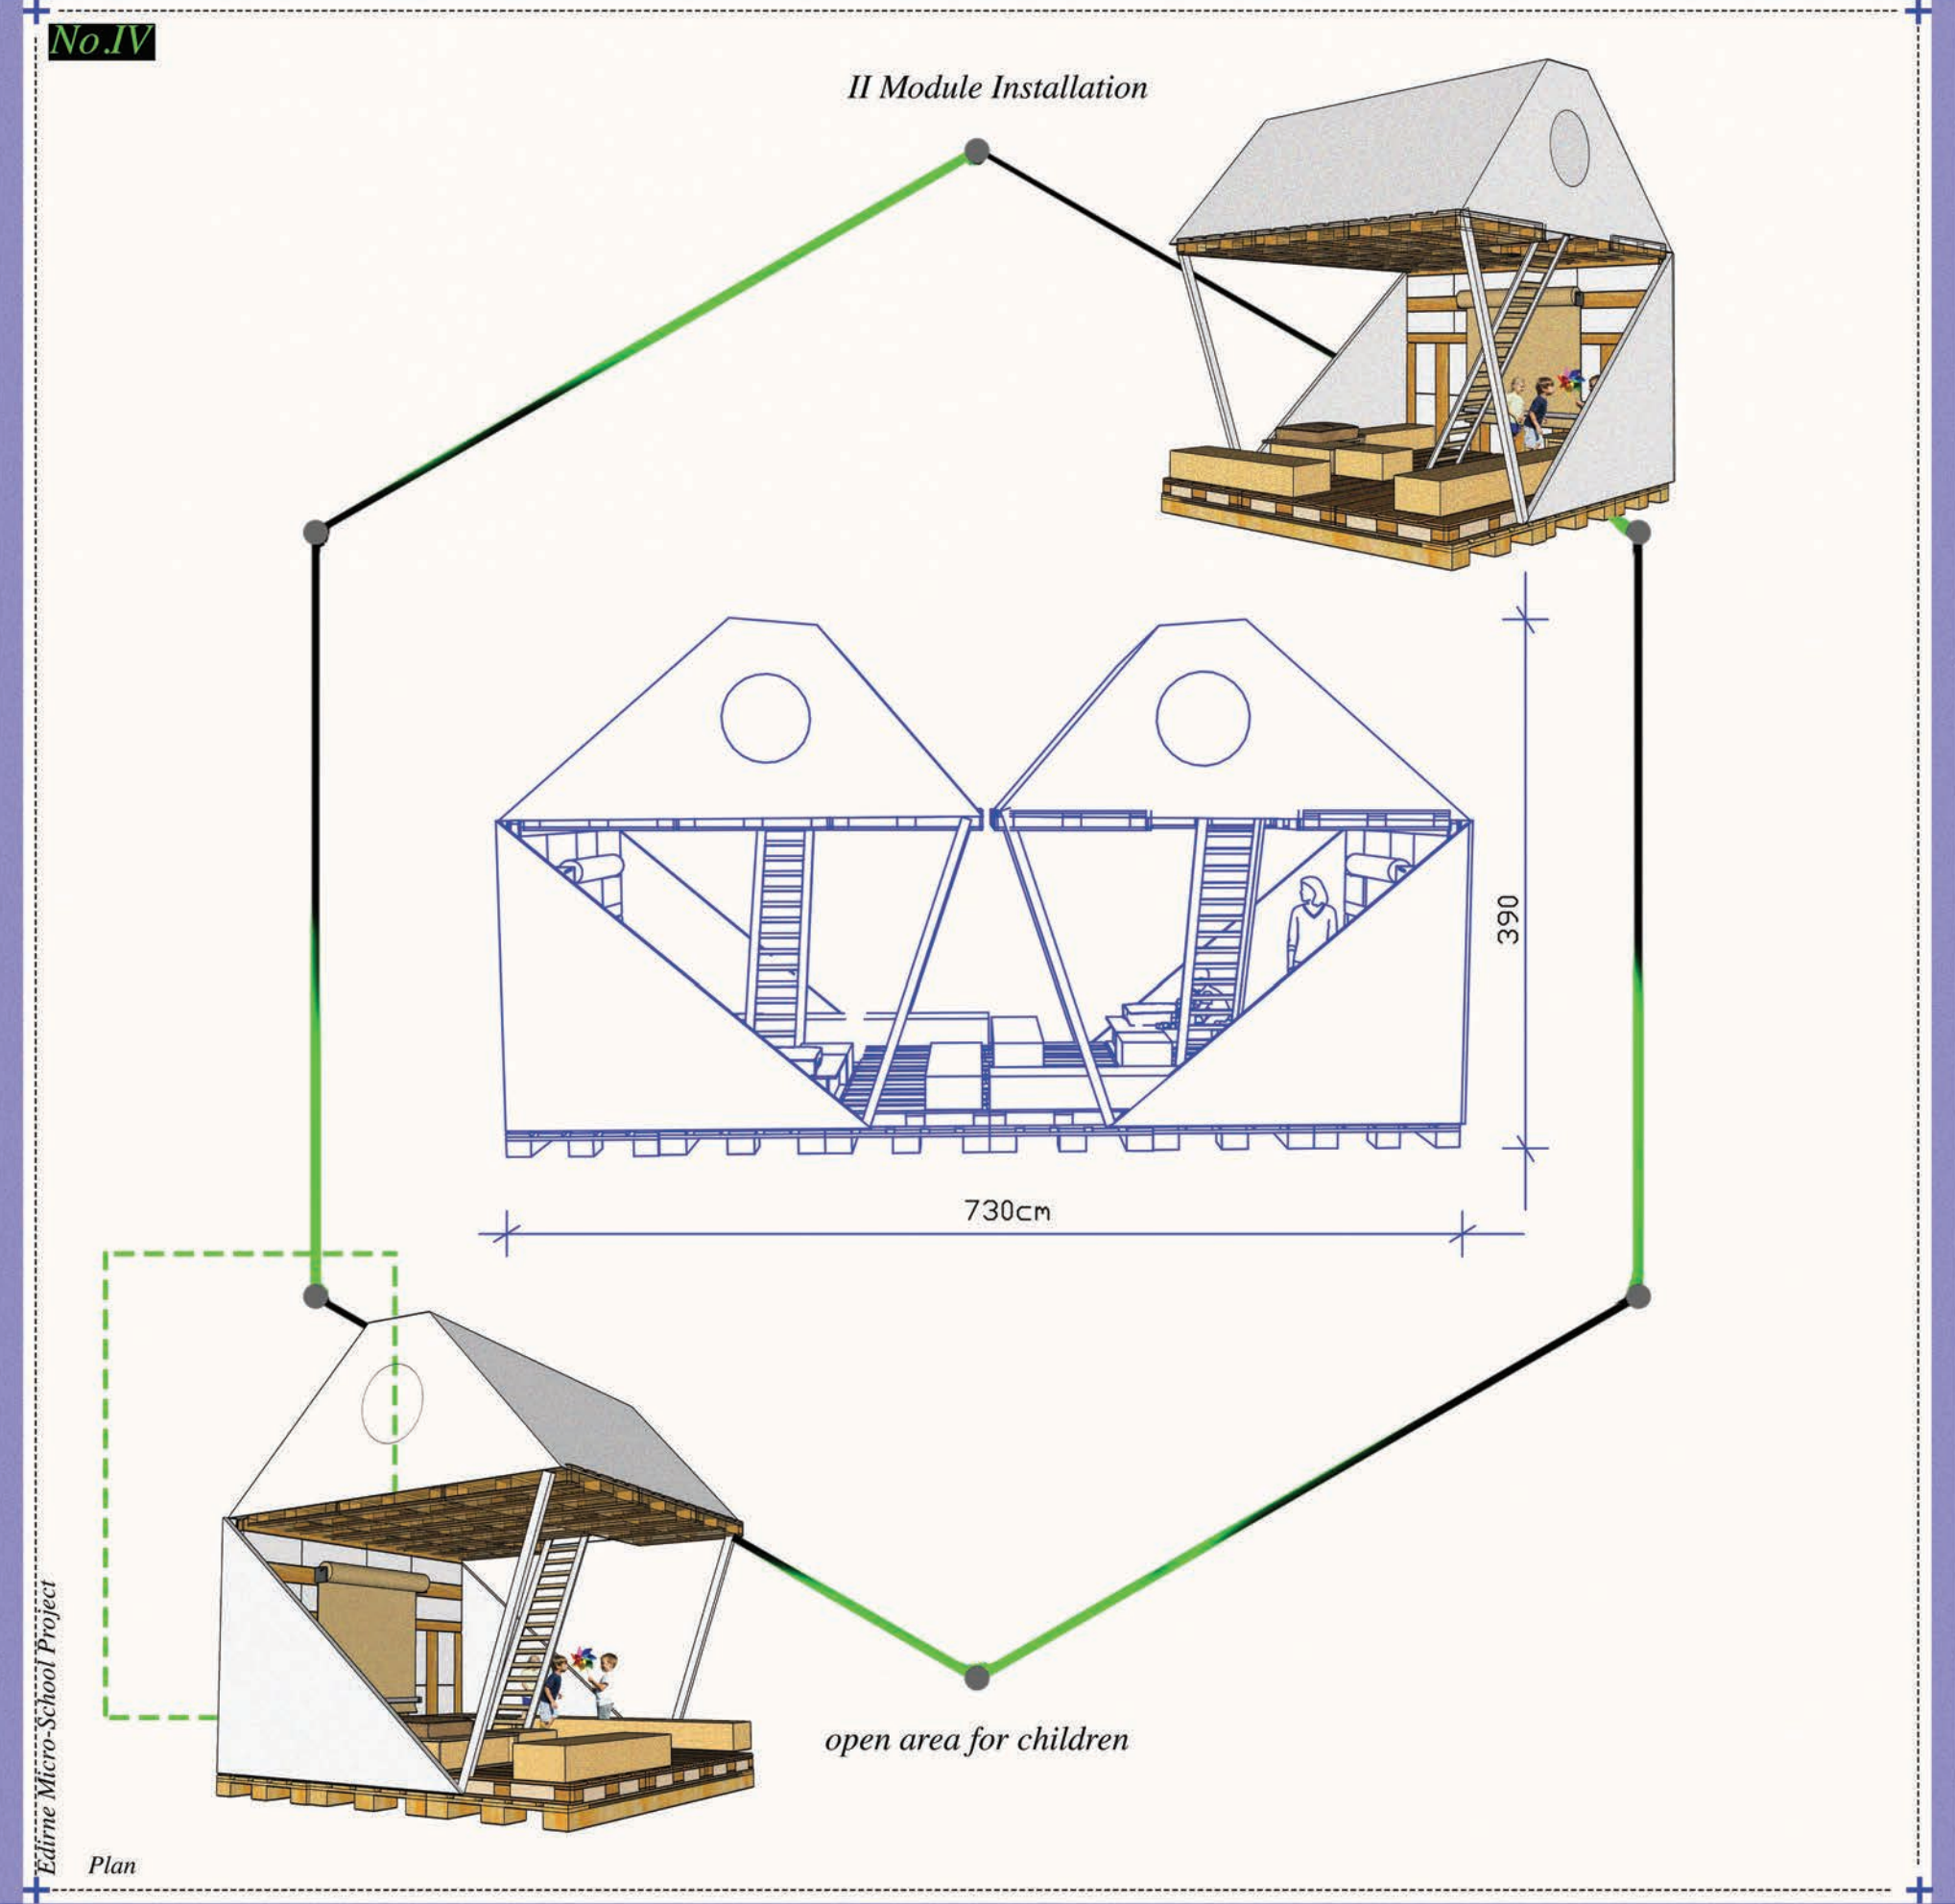 No.IV
II Module Installation
390
730cm
open area for children
Edirne Micro-School Project
Plan